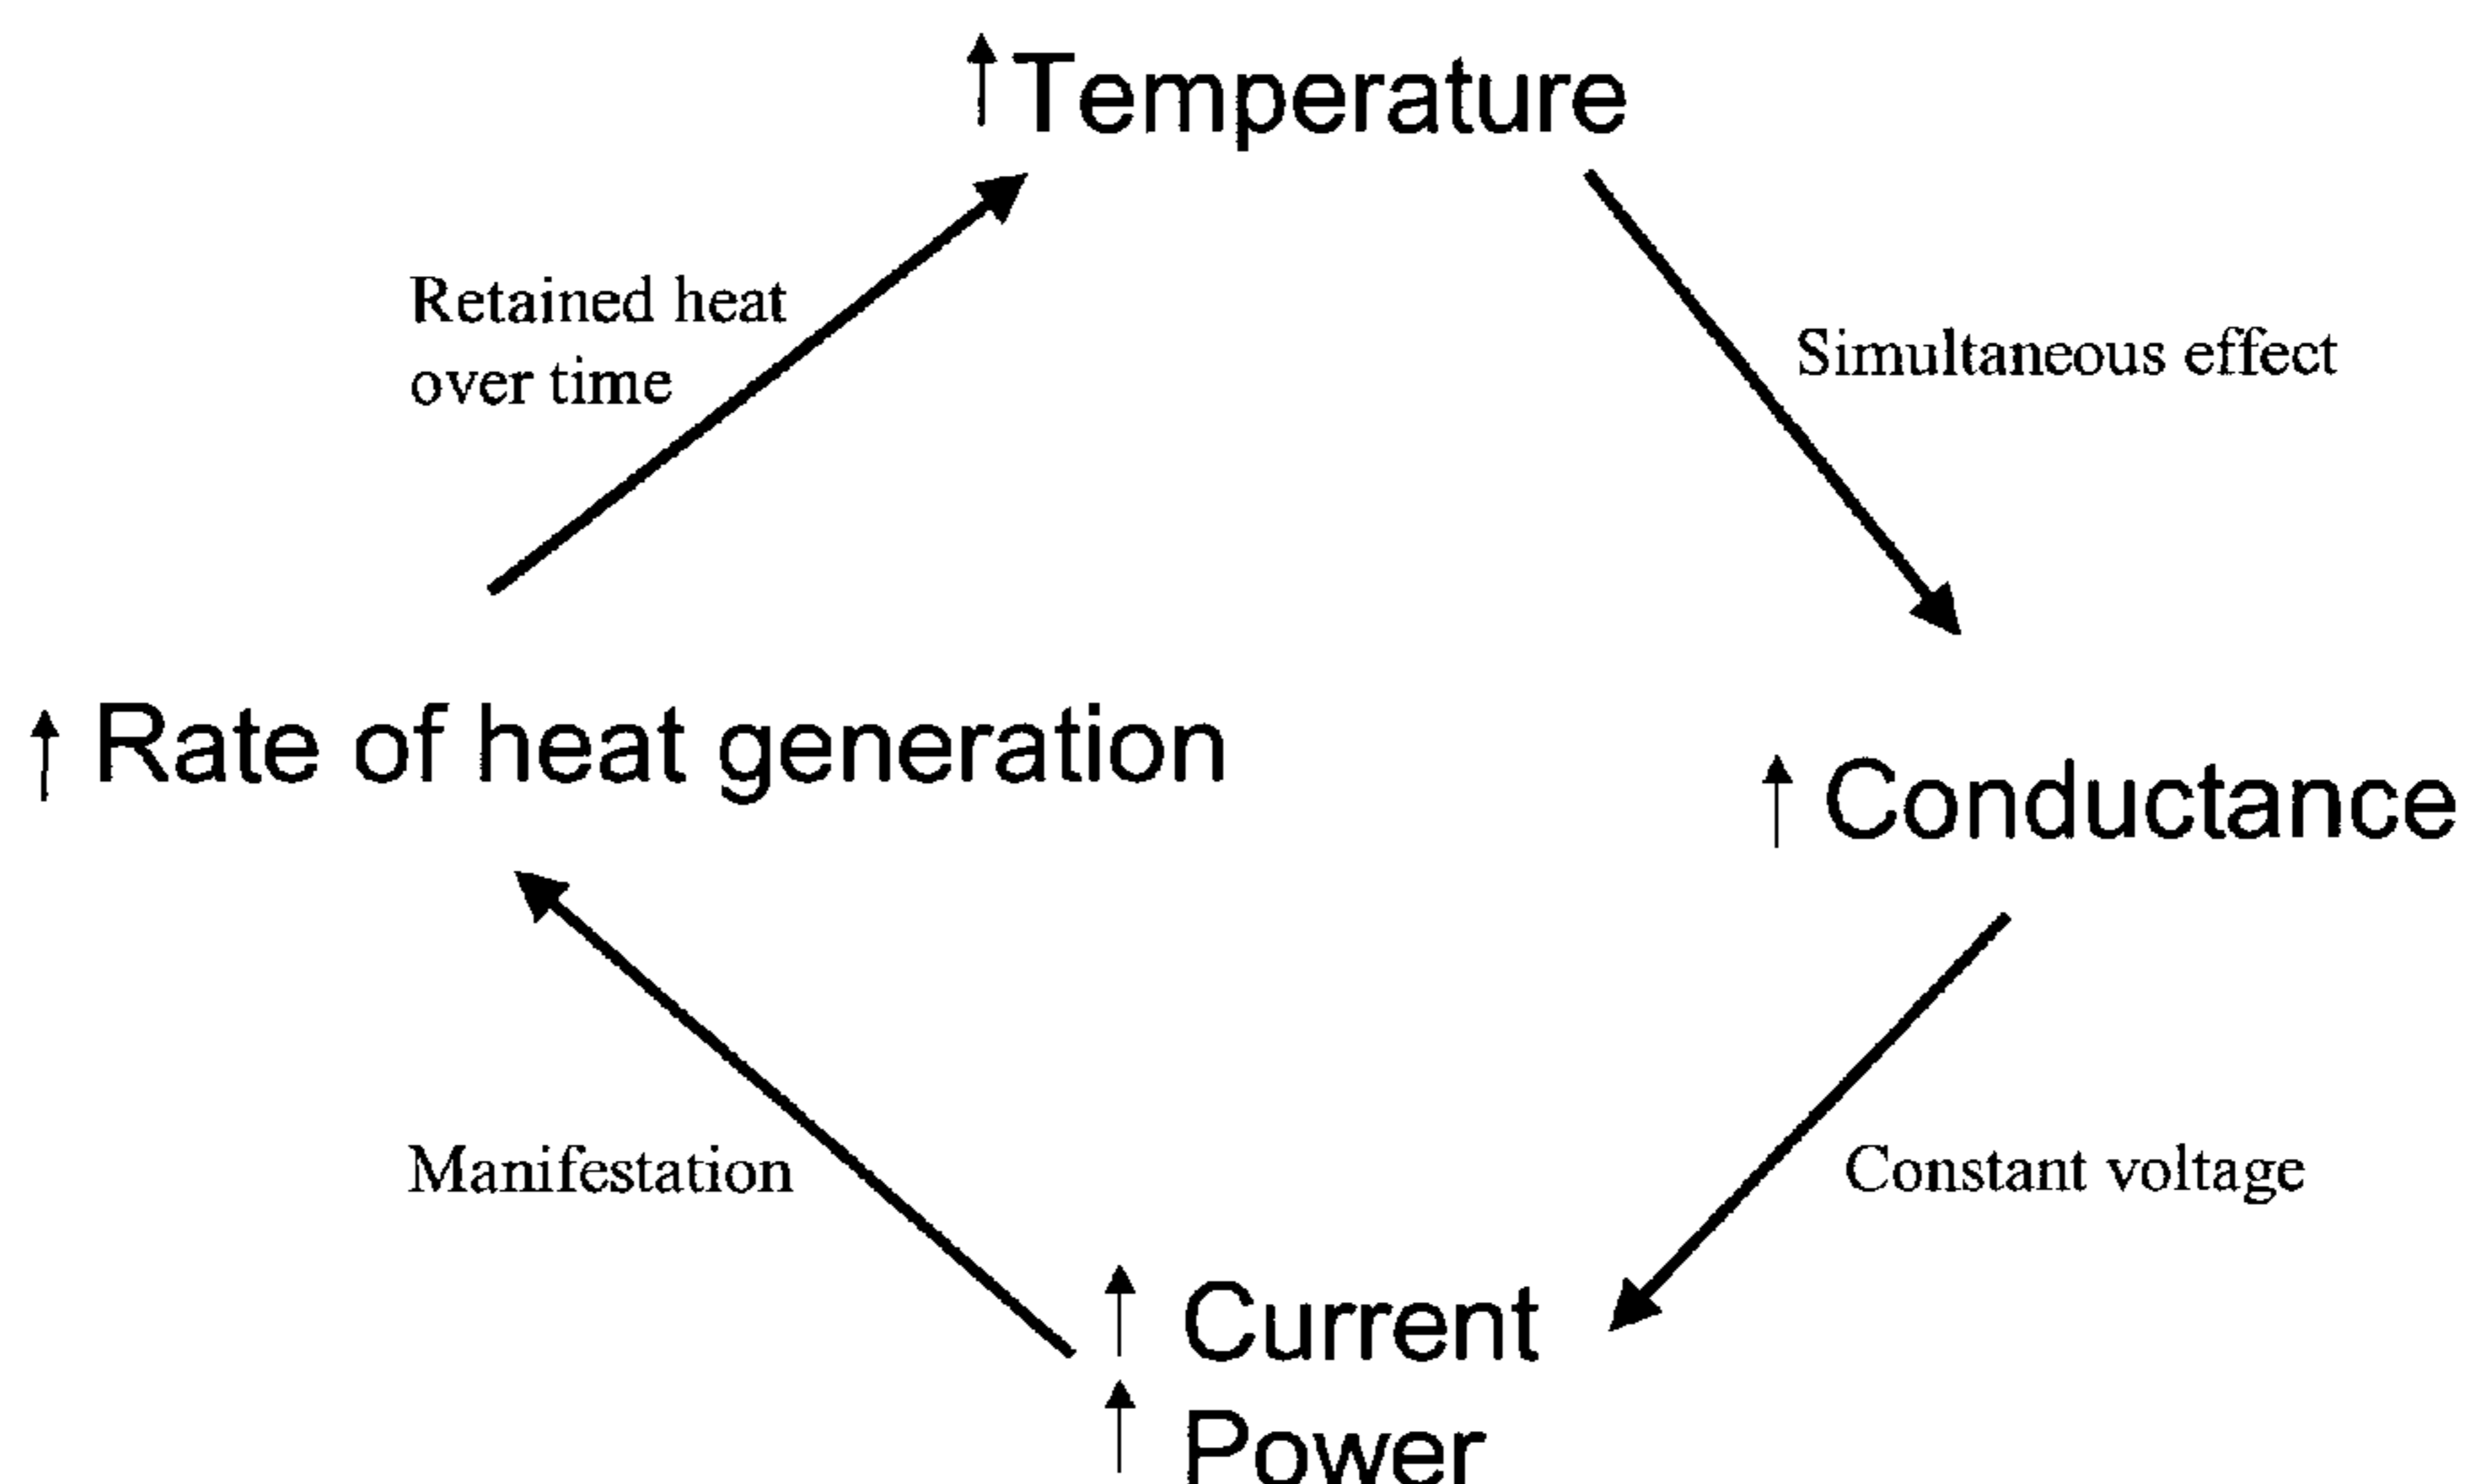 ↑Temperature
Retained heat
over time
Simultaneous effect
↑ Rate of heat generation
↑ Conductance
Manifestation
Constant voltage
↑ Current
↑ Power